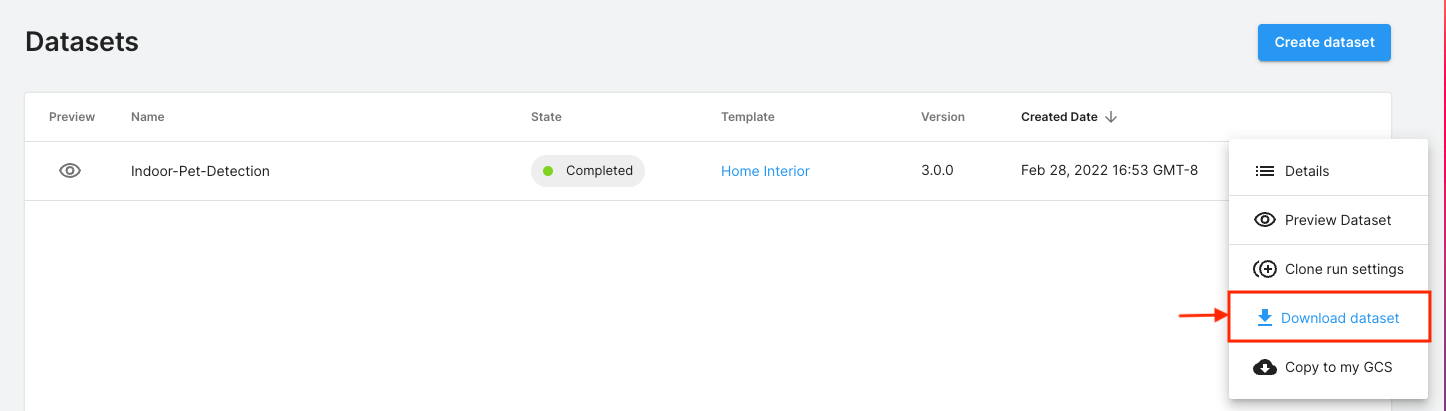 Datasets
Create dataset
Preview Name State Template Version Created Date
Indoor-Pet-Detection Completed Home Interior 3.0.0 Feb 28, 2022 16:53 GMT-8
Details
Preview Dataset
Clone run settings
Download dataset
Copy to my GCS